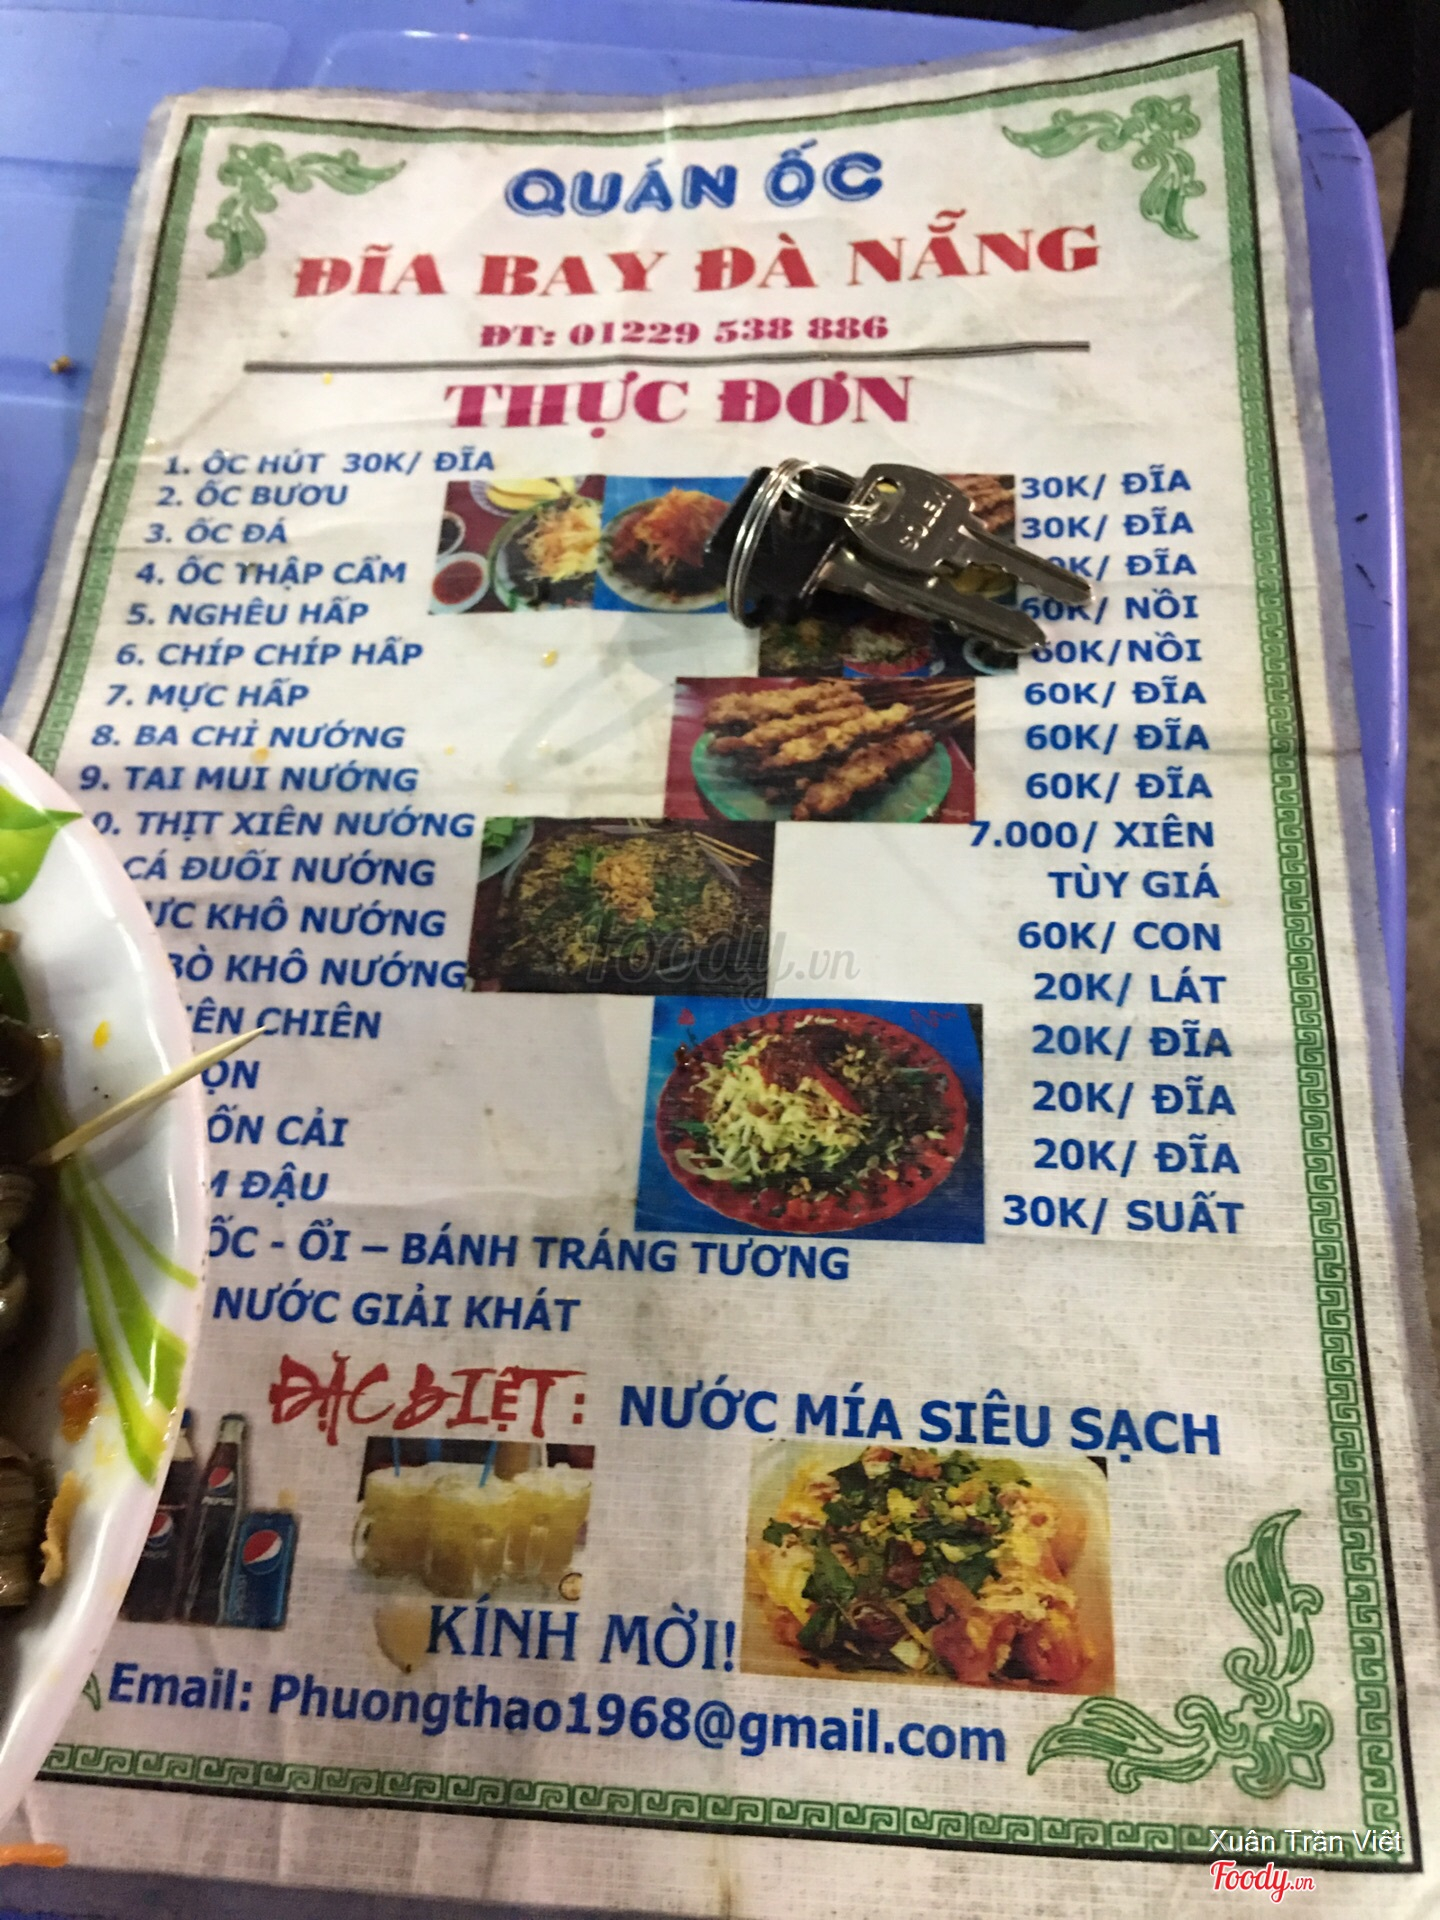 QUÁN ỐC
ĐĨA BAY ĐÀ NẴNG
ĐT: 01229 538 886
THỰC ĐƠN
1. ỐC HÚT 30K/ ĐĨA
2. ỐC BƯƠU 30K/ ĐĨA
3. ỐC ĐÁ 30K/ ĐĨA
4. ỐC THẬP CẨM ĐĨA
5. NGHÊU HẤP 60K/ NỒI
6. CHÍP CHÍP HẤP 60K/NỒI
7. MỰC HẤP 60K/ ĐĨA
8. BA CHỈ NƯỚNG 60K/ ĐĨA
9. TAI MUI NƯỚNG 60K/ ĐĨA
0. THỊT XIÊN NƯỚNG 7.000/ XIÊN
CÁ ĐUỐI NƯỚNG TÙY GIÁ
ỰC KHÔ NƯỚNG 60K/ CON
BÒ KHÔ NƯỚNG 20K/ LÁT
CHIÊN 20K/ ĐĨA
ỌN 20K/ ĐĨA
ỐN CẢI 20K/ ĐĨA
M ĐẬU 30K/ SUẤT
ỐC - ỔI – BÁNH TRÁNG TƯƠNG
NƯỚC GIẢI KHÁT
ĐẶC BIỆT: NƯỚC MÍA SIÊU SẠCH
PEPSI
KÍNH MỜI!
Email: Phuongthao1968@gmail.com
foody.vn
Xuân Trần Viết
Foody.vn